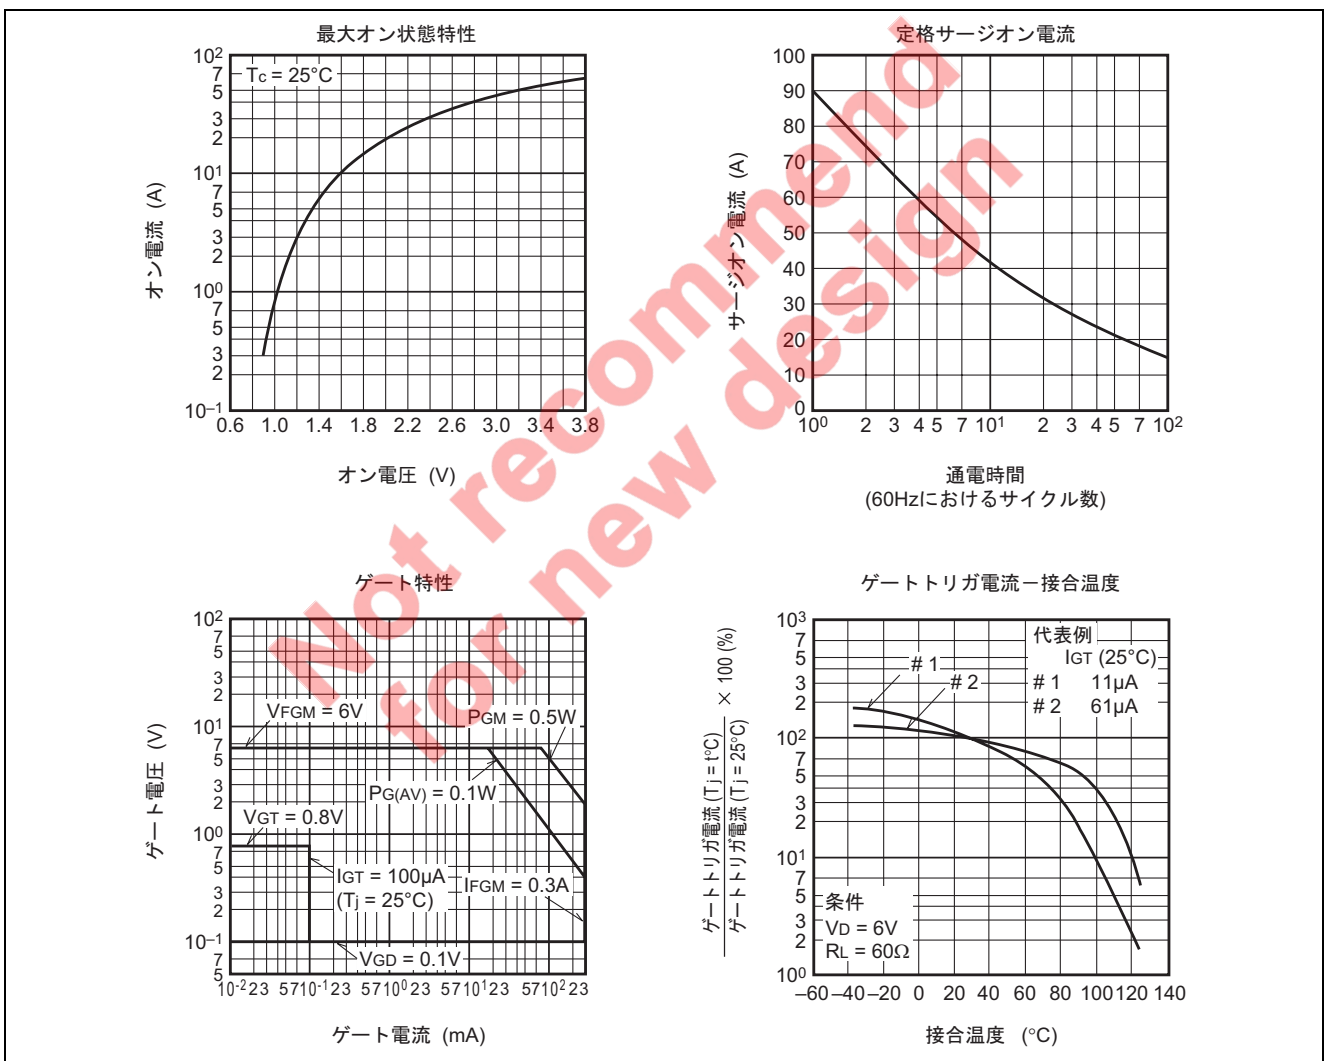 最大オン状態特性
10²
7
5
3
2
10¹
7
5
3
2
10⁰
7
5
3
2
10–1
Tc = 25°C
オン電流 (A)
0.6 1.0 1.4 1.8 2.2 2.6 3.0 3.4 3.8
オン電圧 (V)
定格サージオン電流
100
90
80
70
60
50
40
30
20
10
0
サージオン電流 (A)
10⁰ 2 3 4 5 7 10¹ 2 3 4 5 7 10²
通電時間
(60Hzにおけるサイクル数)
ゲート特性
10²
7
5
3
2
10¹
7
5
3
2
10⁰
7
5
3
2
10–1
7
5
VFGM = 6V
PGM = 0.5W
PG(AV) = 0.1W
VGT = 0.8V
IGT = 100µA
(Tj = 25°C)
IFGM = 0.3A
VGD = 0.1V
ゲート電圧 (V)
10-2 2 3 5 7 10-1 2 3 5 7 10⁰ 2 3 5 7 10¹ 2 3 5 7 10² 2 3
ゲート電流 (mA)
ゲートトリガ電流－接合温度
10³
7
5
3
2
10²
7
5
3
2
10¹
7
5
3
2
10⁰
代表例
IGT (25°C)
# 1 11µA
# 2 61µA
# 1
# 2
条件
VD = 6V
RL = 60Ω
ゲートトリガ電流 (Tj = t°C)
ゲートトリガ電流 (Tj = 25°C)
× 100 (%)
–60 –40 –20 0 20 40 60 80 100 120 140
接合温度 (°C)
Not recommend
for new design